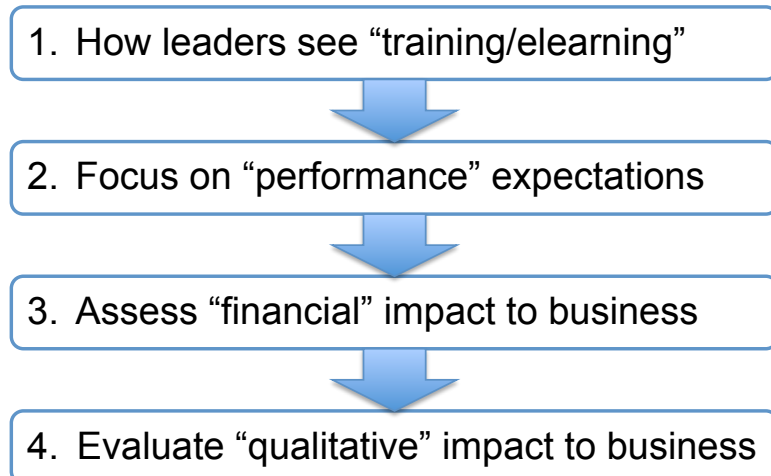 1. How leaders see “training/elearning”
2. Focus on “performance” expectations
3. Assess “financial” impact to business
4. Evaluate “qualitative” impact to business